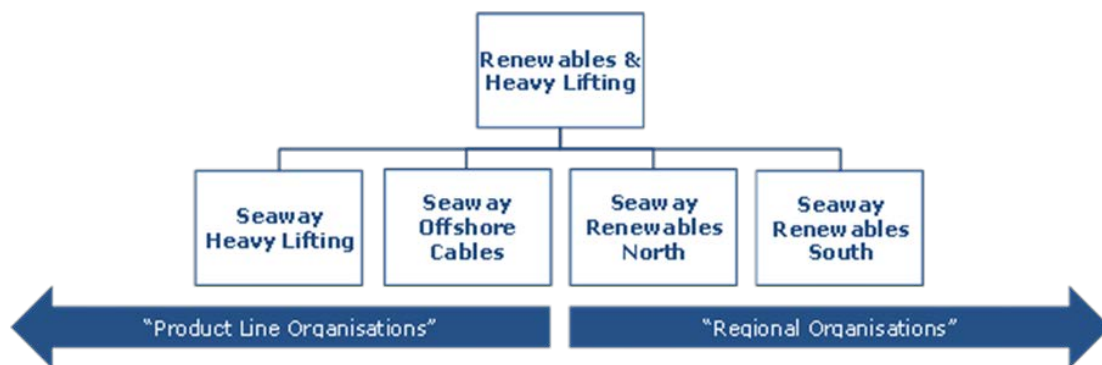 Renewables &
Heavy Lifting
Seaway
Heavy Lifting
Seaway
Offshore
Cables
Seaway
Renewables
North
Seaway
Renewables
South
“Product Line Organisations”
“Regional Organisations”